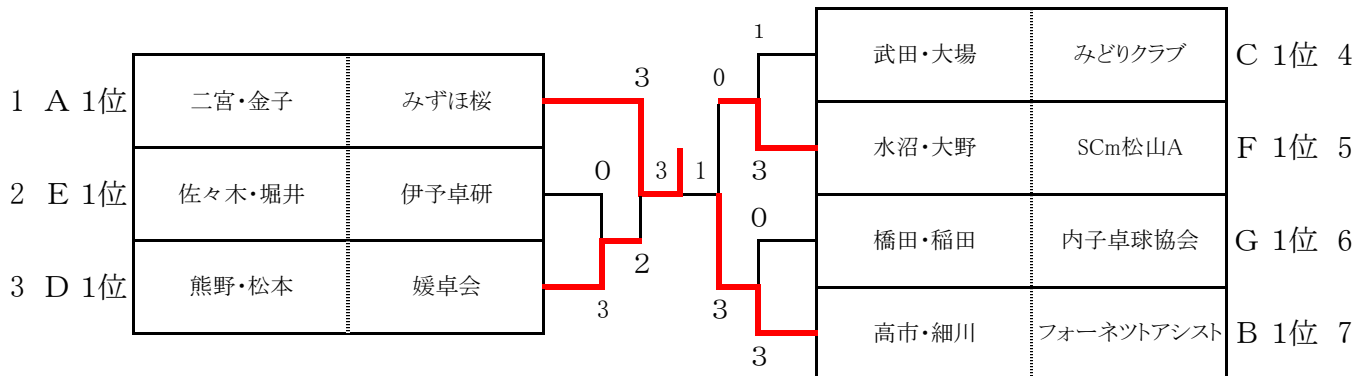 1 A 1位 二宮・金子 みずほ桜
2 E 1位 佐々木・堀井 伊予卓研
3 D 1位 熊野・松本 媛卓会
3
0
2
3
3 1
0
1
3
0
3
3
武田・大場 みどりクラブ C 1位 4
水沼・大野 SCm松山A F 1位 5
橋田・稲田 内子卓球協会 G 1位 6
高市・細川 フォーネツトアシスト B 1位 7